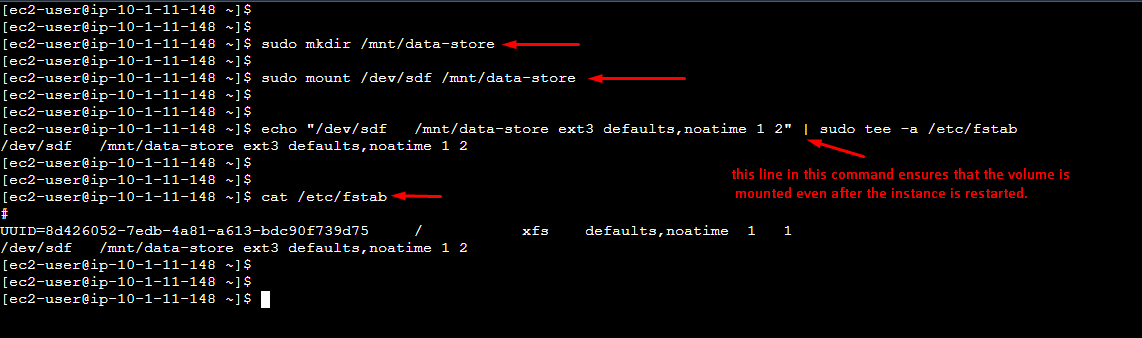 [ec2-user@ip-10-1-11-148 ~]$
[ec2-user@ip-10-1-11-148 ~]$
[ec2-user@ip-10-1-11-148 ~]$ sudo mkdir /mnt/data-store
[ec2-user@ip-10-1-11-148 ~]$
[ec2-user@ip-10-1-11-148 ~]$ sudo mount /dev/sdf /mnt/data-store
[ec2-user@ip-10-1-11-148 ~]$
[ec2-user@ip-10-1-11-148 ~]$
[ec2-user@ip-10-1-11-148 ~]$ echo "/dev/sdf   /mnt/data-store ext3 defaults,noatime 1 2" | sudo tee -a /etc/fstab
/dev/sdf   /mnt/data-store ext3 defaults,noatime 1 2
[ec2-user@ip-10-1-11-148 ~]$
this line in this command ensures that the volume is
[ec2-user@ip-10-1-11-148 ~]$
mounted even after the instance is restarted.
[ec2-user@ip-10-1-11-148 ~]$ cat /etc/fstab
#
UUID=8d426052-7edb-4a81-a613-bdc90f739d75     /           xfs    defaults,noatime  1   1
/dev/sdf   /mnt/data-store ext3 defaults,noatime 1 2
[ec2-user@ip-10-1-11-148 ~]$
[ec2-user@ip-10-1-11-148 ~]$
[ec2-user@ip-10-1-11-148 ~]$